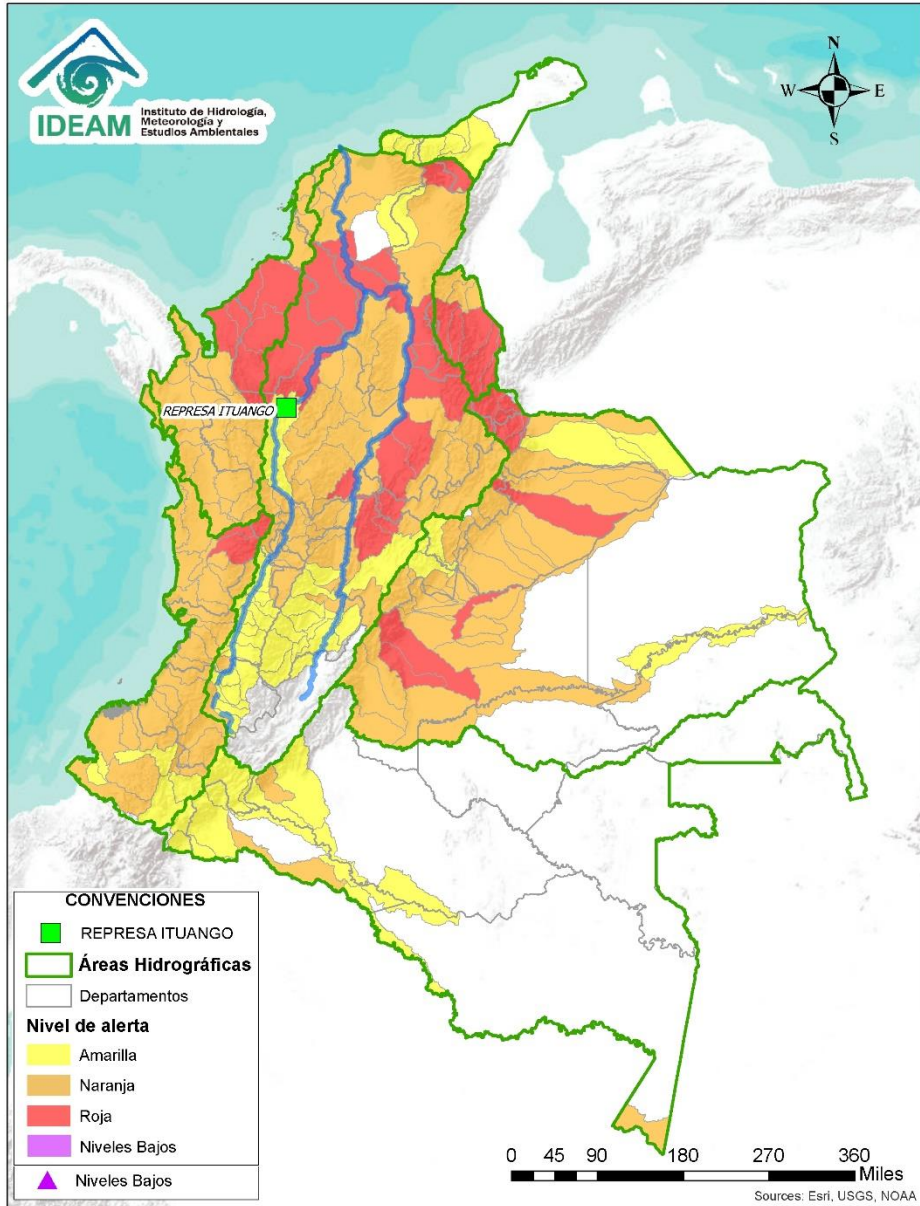 IDEAM
Instituto de Hidrología,
Meteorología y
Estudios Ambientales
N
W
E
S
REPRESA ITUANGO
CONVENCIONES
REPRESA ITUANGO
Áreas Hidrográficas
Departamentos
Nivel de alerta
Amarilla
Naranja
Roja
Niveles Bajos
Niveles Bajos
0 45 90 180 270 360
Miles
Sources: Esri, USGS, NOAA